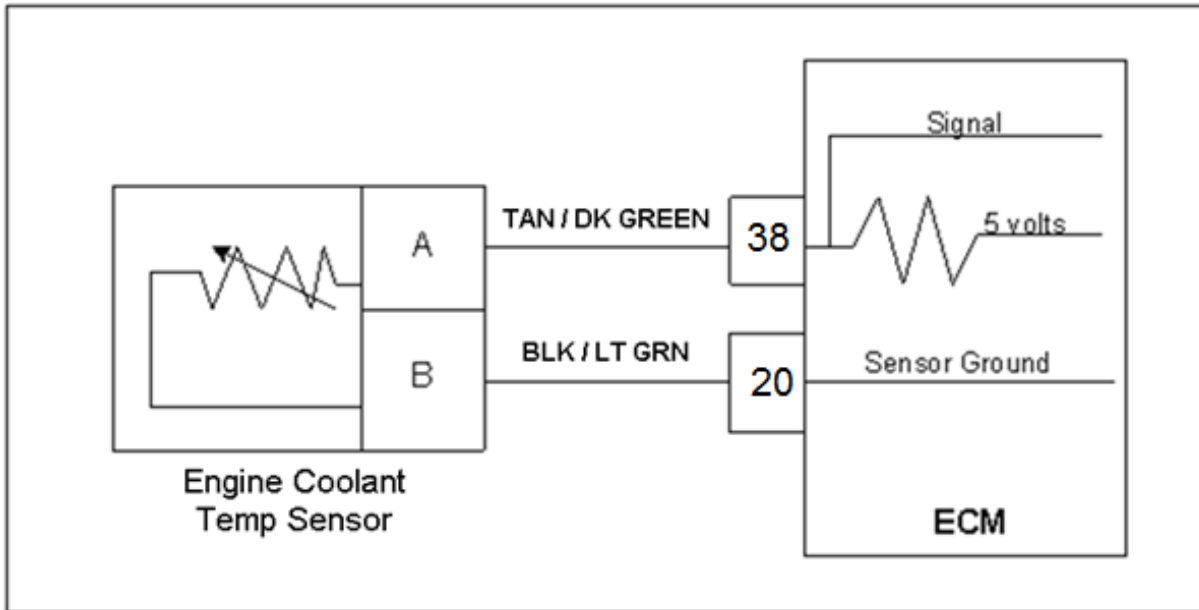 Signal
TAN / DK GREEN
A
38
5 volts
BLK / LT GRN
B
20
Sensor Ground
Engine Coolant
Temp Sensor
ECM